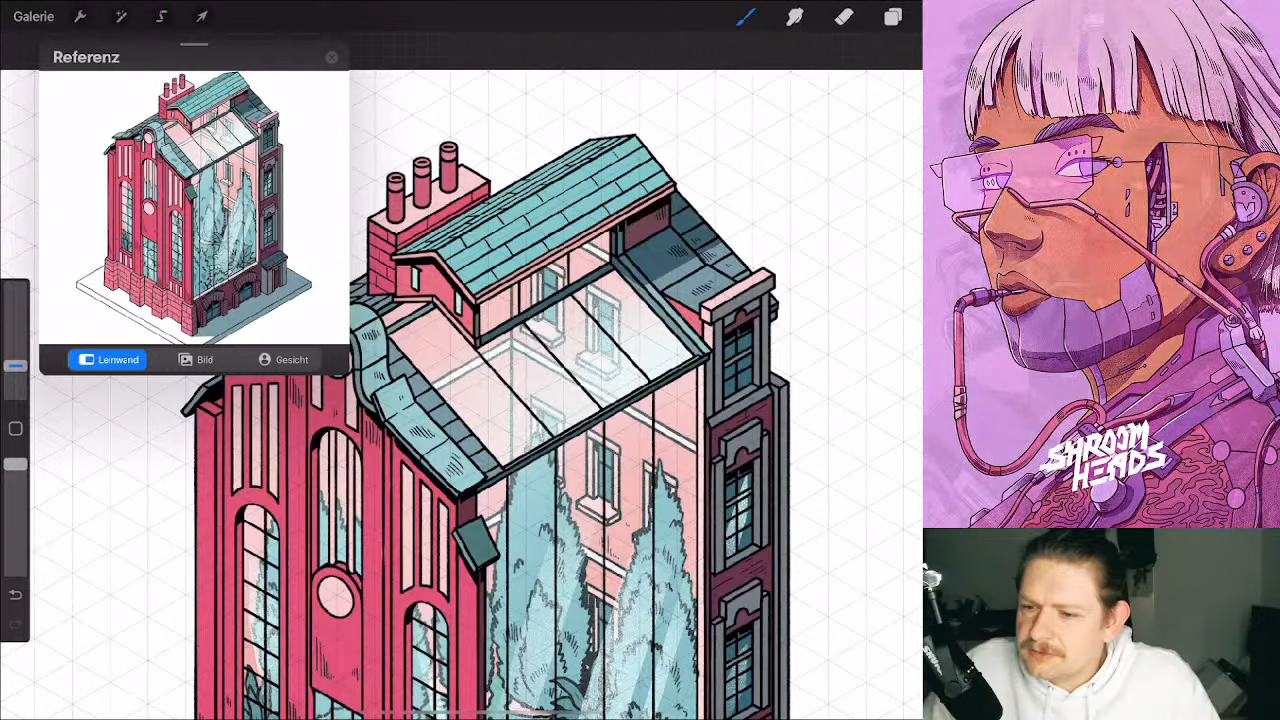 Galerie
Referenz
Leinwand
Bild
Gesicht
SHROOM
HEADS